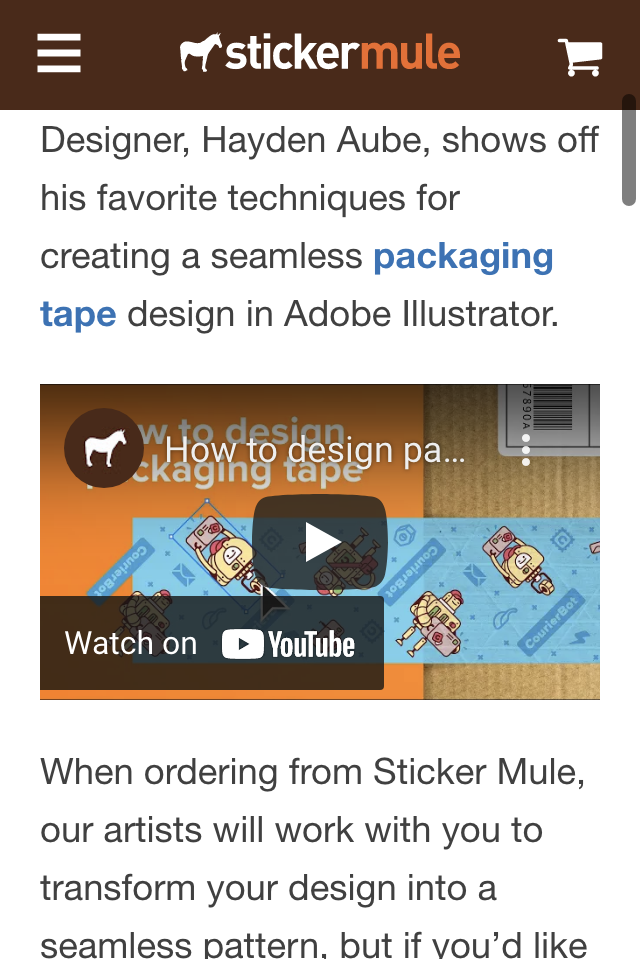 stickermule
Designer, Hayden Aube, shows off
his favorite techniques for
creating a seamless packaging
tape design in Adobe Illustrator.
w to design
ckaging tape
How to design pa...
57890A
CourierBot
CourierBot
CourierBot
Watch on YouTube
When ordering from Sticker Mule,
our artists will work with you to
transform your design into a
seamless pattern, but if you’d like